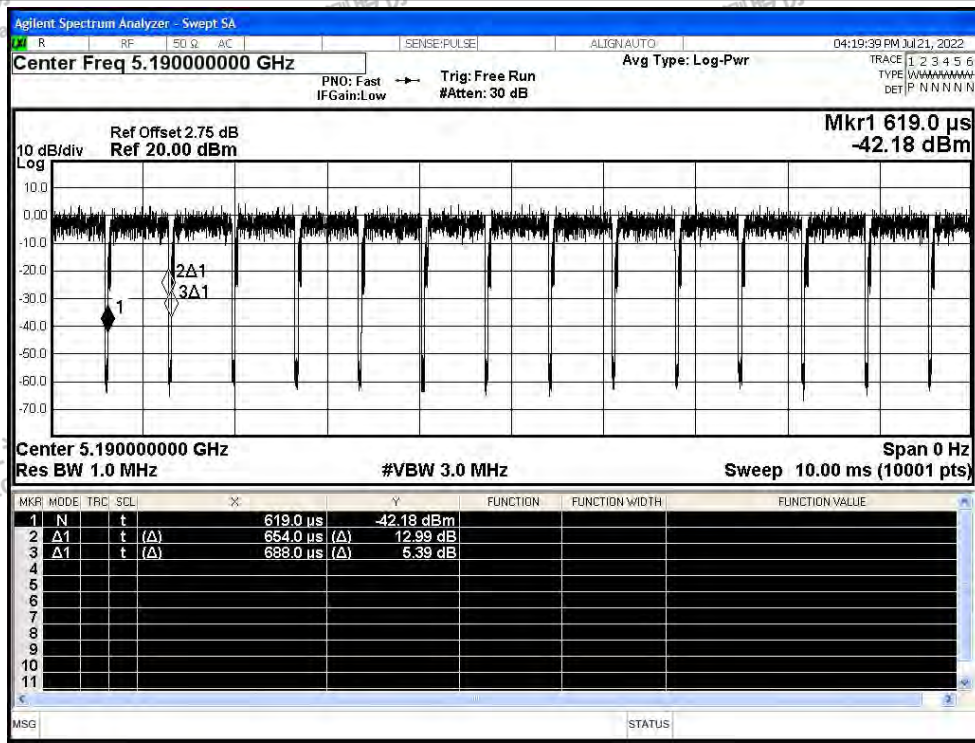 Agilent Spectrum Analyzer - Swept SA
R RF 50 Ω AC SENSE:PULSE ALIGNAUTO 04:19:39 PM Jul 21, 2022
Center Freq 5.190000000 GHz
PNO: Fast
IFGain:Low
Trig: Free Run
#Atten: 30 dB
Avg Type: Log-Pwr
TRACE 1 2 3 4 5 6
TYPE
DET P N N N N N
Ref Offset 2.75 dB
10 dB/div Ref 20.00 dBm
Log
Mkr1 619.0 µs
-42.18 dBm
10.0
0.00
-10.0
-20.0
-30.0
-40.0
-50.0
-60.0
-70.0
2Δ1
3Δ1
1
Center 5.190000000 GHz Span 0 Hz
Res BW 1.0 MHz #VBW 3.0 MHz Sweep 10.00 ms (10001 pts)
MKR MODE TRC SCL X Y FUNCTION FUNCTION WIDTH FUNCTION VALUE
1 N t 619.0 µs -42.18 dBm
2 Δ1 t (Δ) 654.0 µs (Δ) 12.99 dB
3 Δ1 t (Δ) 688.0 µs (Δ) 5.39 dB
4
5
6
7
8
9
10
11
MSG STATUS